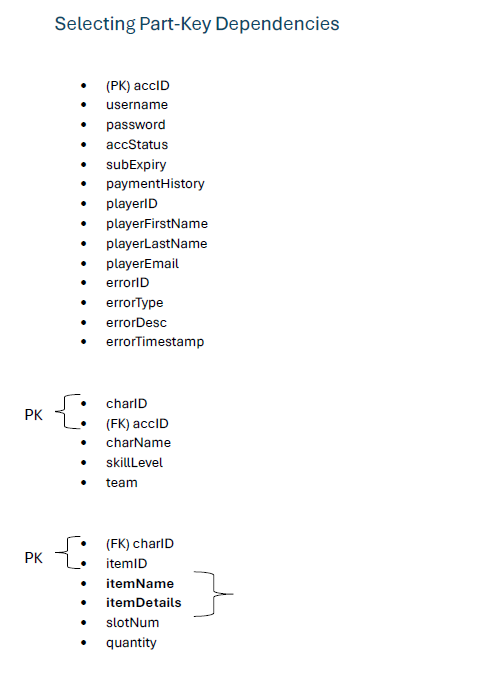 Selecting Part-Key Dependencies
• (PK) accID
• username
• password
• accStatus
• subExpiry
• paymentHistory
• playerID
• playerFirstName
• playerLastName
• playerEmail
• errorID
• errorType
• errorDesc
• errorTimestamp
• charID
PK
• (FK) accID
• charName
• skillLevel
• team
• (FK) charID
PK
• itemID
• itemName
• itemDetails
• slotNum
• quantity